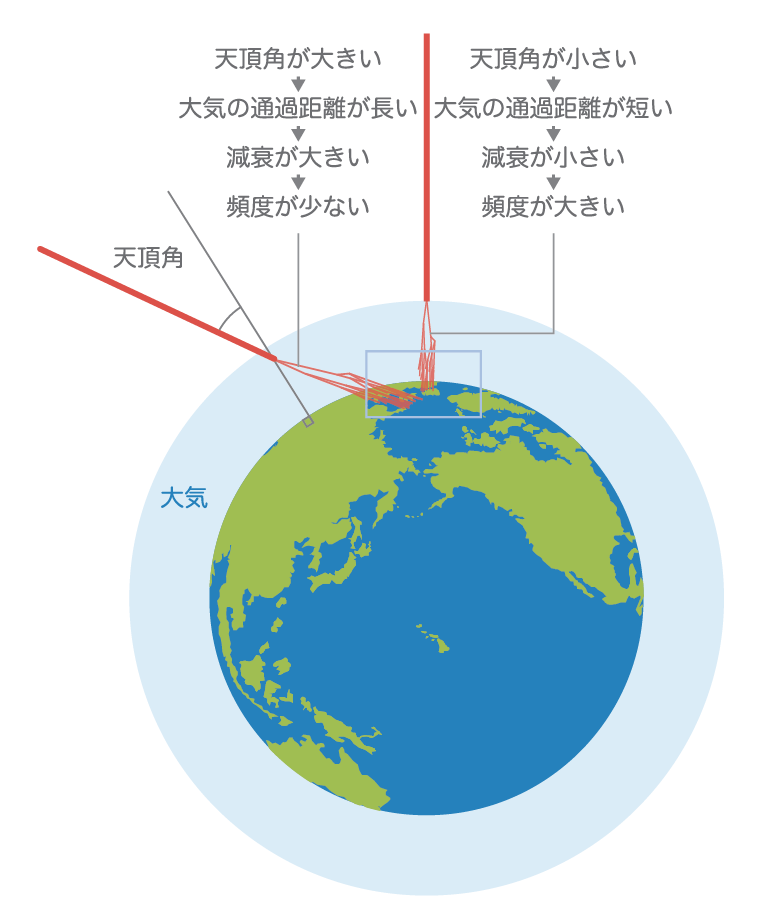 天頂角が大きい
大気の通過距離が長い
減衰が大きい
頻度が少ない
天頂角が小さい
大気の通過距離が短い
減衰が小さい
頻度が大きい
天頂角
大気